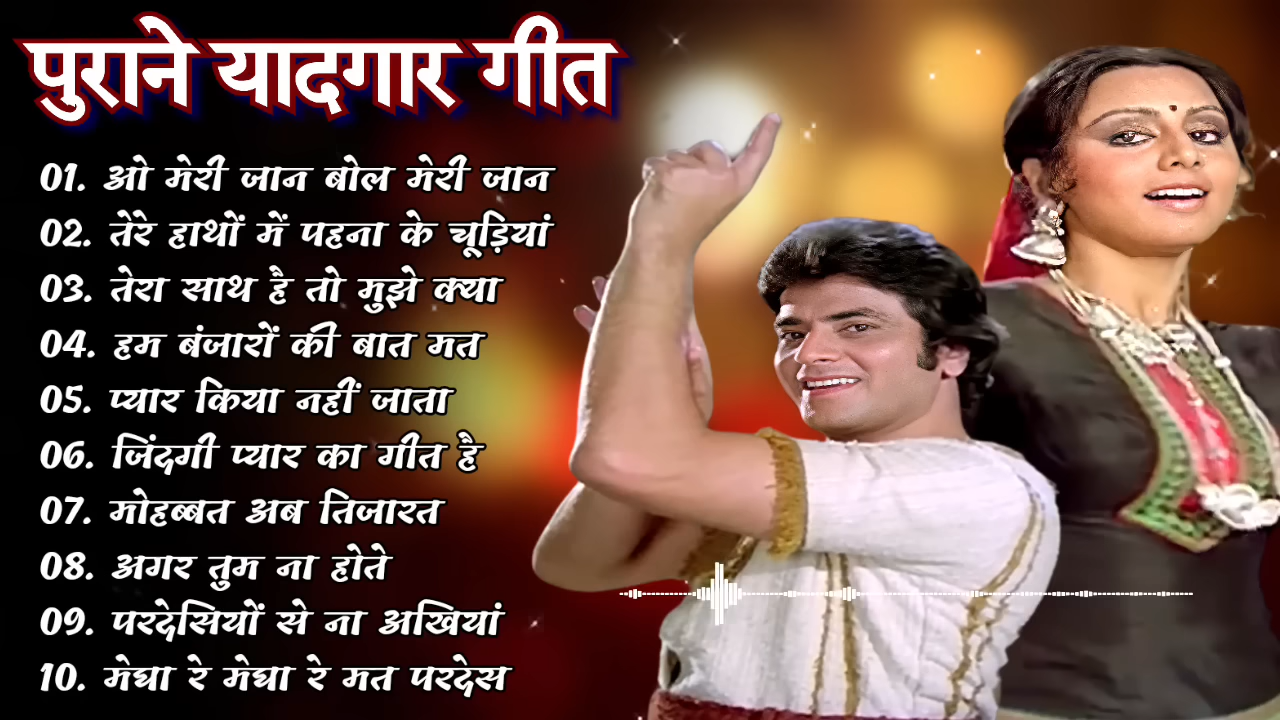 पुराने यादगार गीत
01. ओ मेरी जान बोल मेरी जान
02. तेरे हाथों में पहना के चूड़ियां
03. तेरा साथ है तो मुझे क्या
04. हम बंजारों की बात मत
05. प्यार किया नहीं जाता
06. जिंदगी प्यार का गीत है
07. मोहब्बत अब तिजारत
08. अगर तुम ना होते
09. परदेसियों से ना अखियां
10. मेघा रे मेघा रे मत परदेस